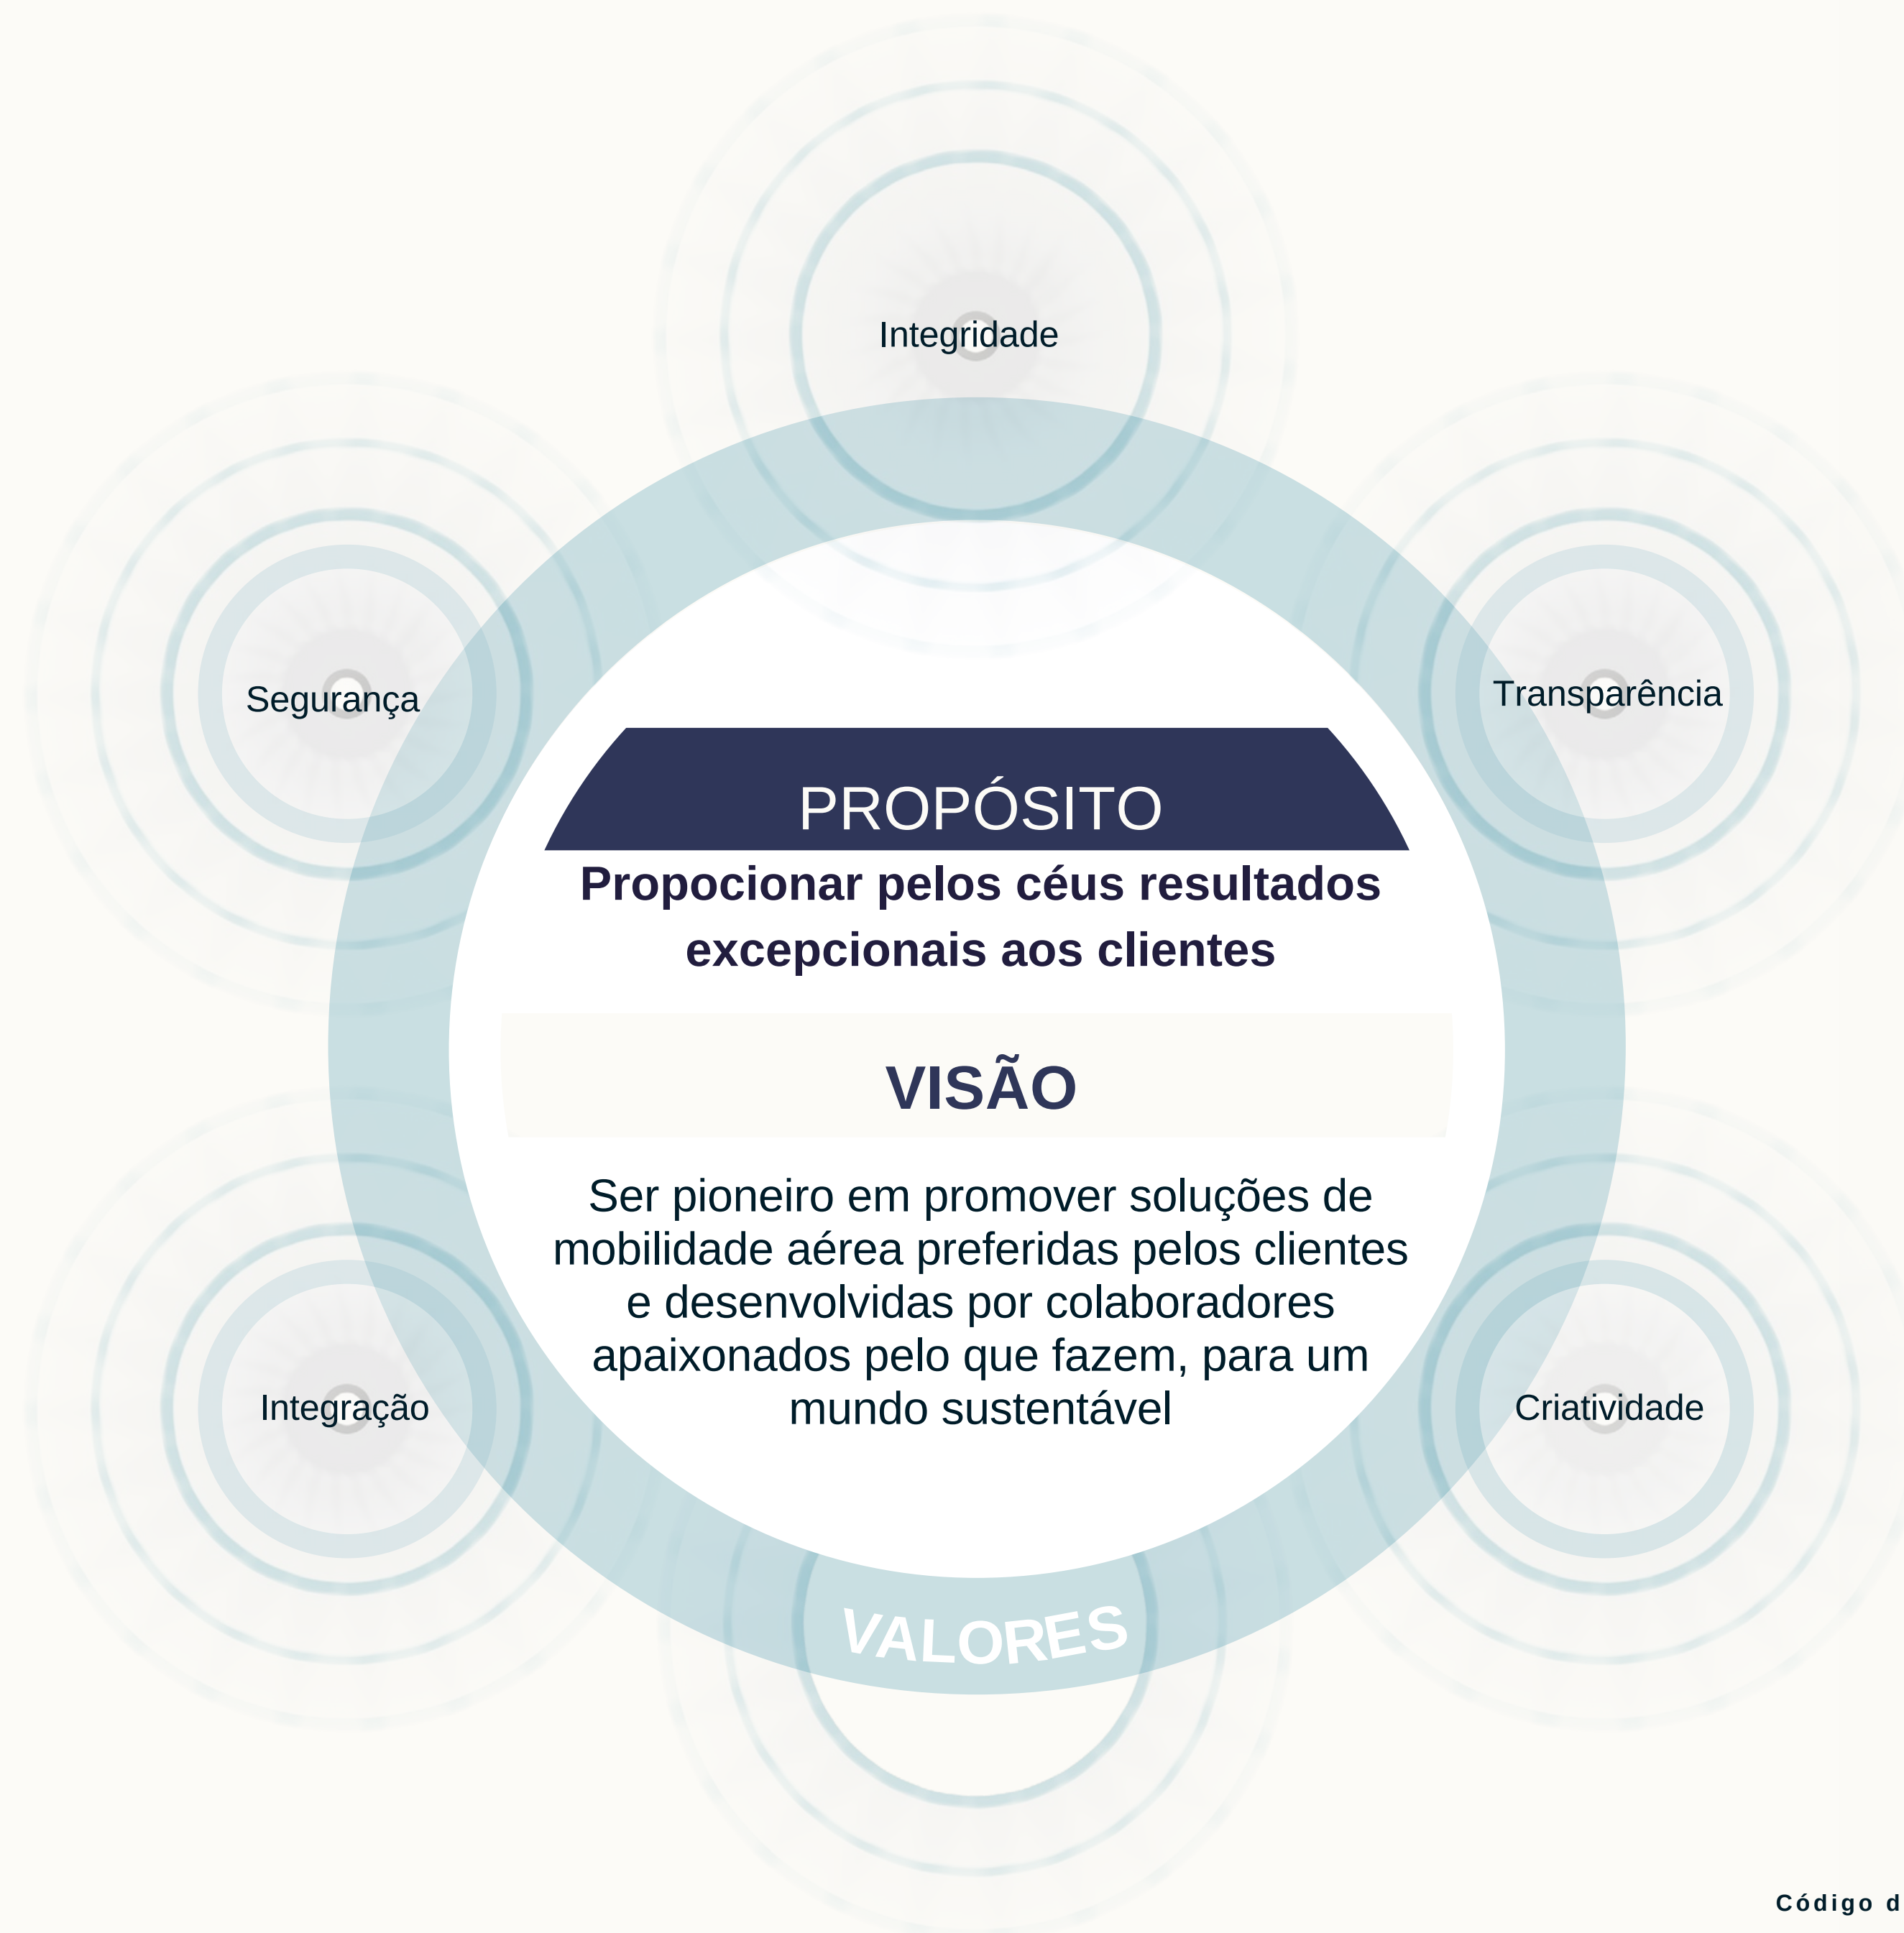 Integridade
Segurança
Transparência
PROPÓSITO
Propocionar pelos céus resultados
excepcionais aos clientes
VISÃO
Ser pioneiro em promover soluções de
mobilidade aérea preferidas pelos clientes
e desenvolvidas por colaboradores
apaixonados pelo que fazem, para um
mundo sustentável
Integração
Criatividade
VALORES
Código d